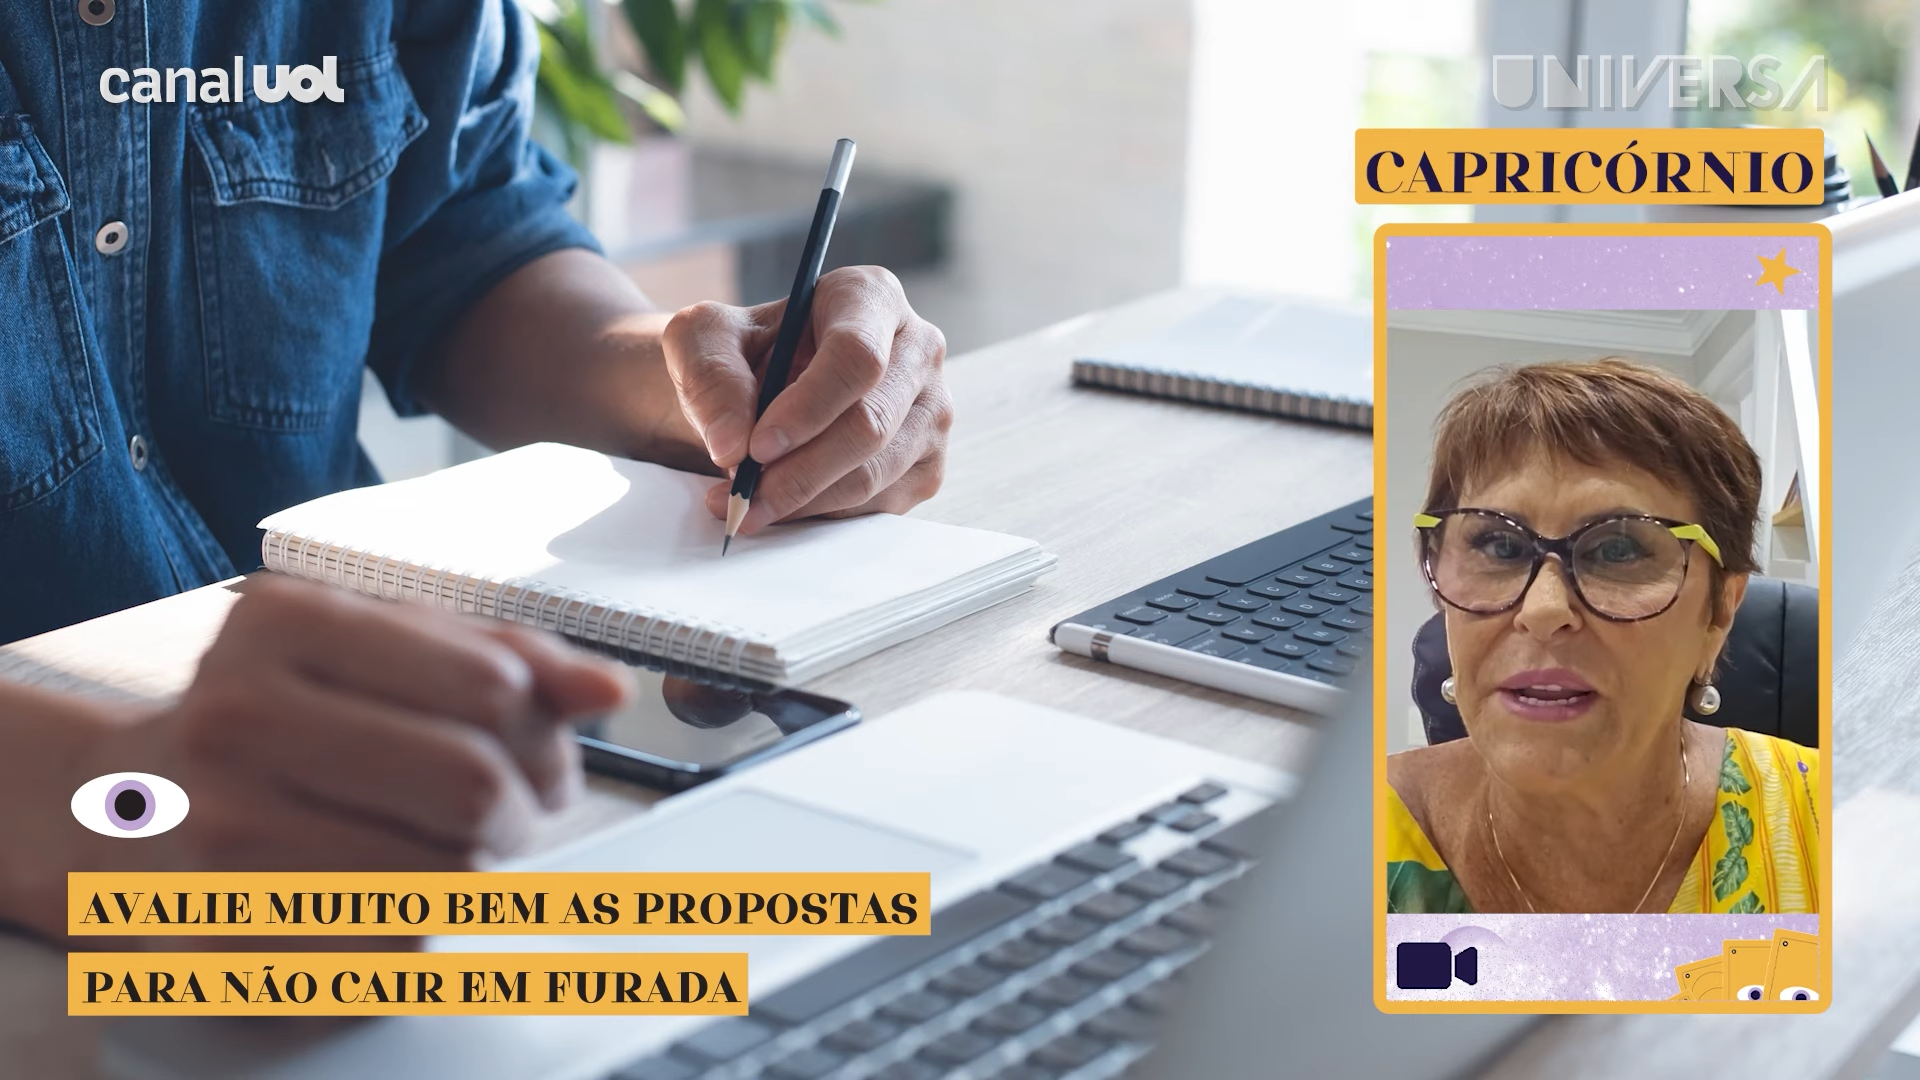 canal uol
UNIVERSA
CAPRICÓRNIO
AVALIE MUITO BEM AS PROPOSTAS
PARA NÃO CAIR EM FURADA